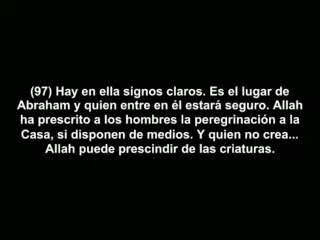 (97) Hay en ella signos claros. Es el lugar de
Abraham y quien entre en él estará seguro. Allah
ha prescrito a los hombres la peregrinación a la
Casa, si disponen de medios. Y quien no crea...
Allah puede prescindir de las criaturas.